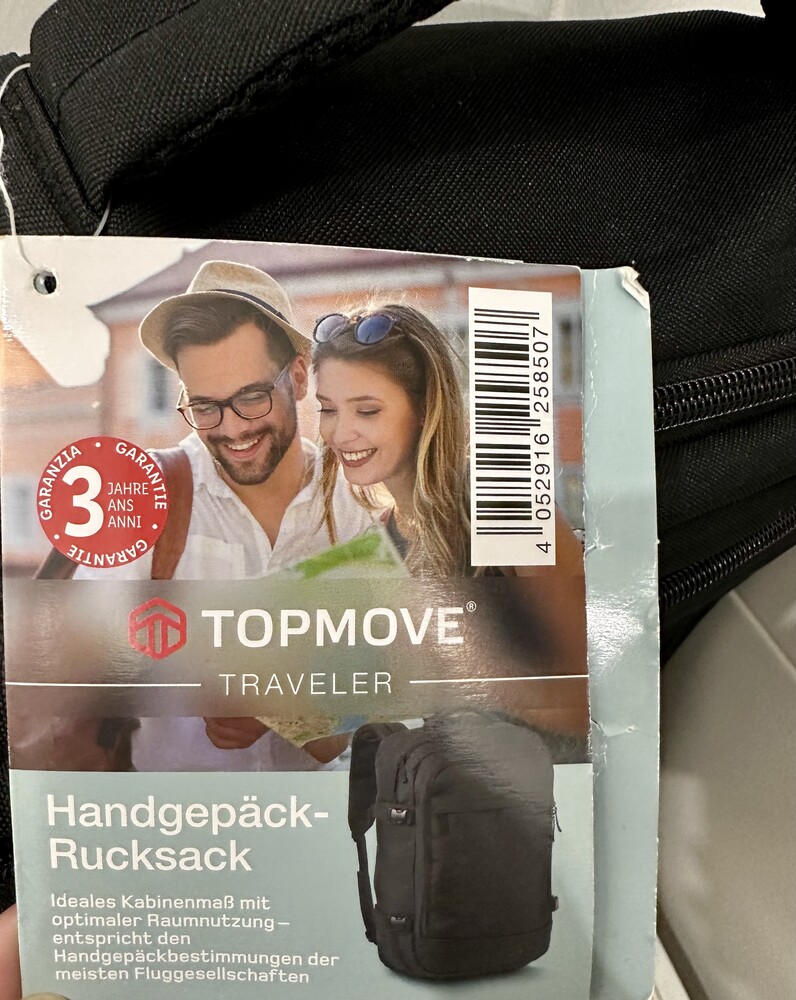 GARANZIA • GARANTIE • GARANTIE •
3 JAHRE
ANS
ANNI
4 052916 258507
TOPMOVE®
TRAVELER
Handgepäck-
Rucksack
Ideales Kabinenmaß mit
optimaler Raumnutzung –
entspricht den
Handgepäckbestimmungen der
meisten Fluggesellschaften